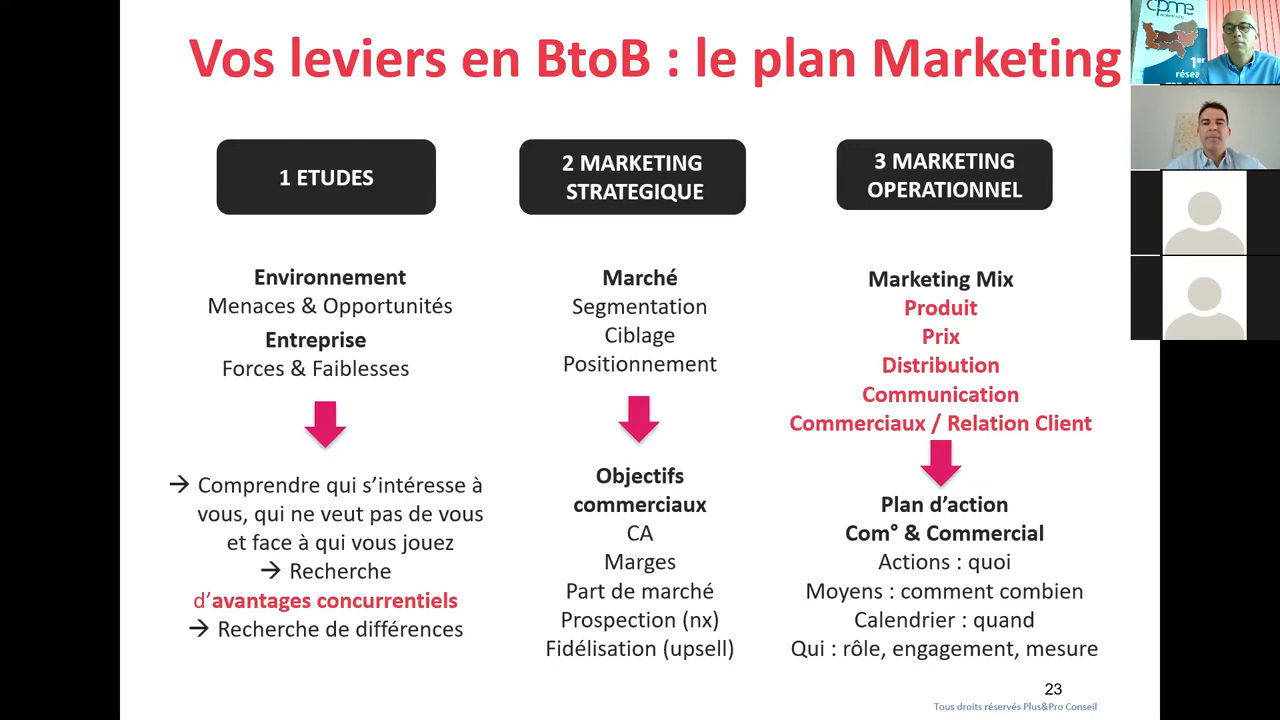 Vos leviers en BtoB : le plan Marketing
1 ETUDES
Environnement
Menaces & Opportunités
Entreprise
Forces & Faiblesses
→ Comprendre qui s’intéresse à
vous, qui ne veut pas de vous
et face à qui vous jouez
→ Recherche
d’avantages concurrentiels
→ Recherche de différences
2 MARKETING
STRATEGIQUE
Marché
Segmentation
Ciblage
Positionnement
Objectifs
commerciaux
CA
Marges
Part de marché
Prospection (nx)
Fidélisation (upsell)
3 MARKETING
OPERATIONNEL
Marketing Mix
Produit
Prix
Distribution
Communication
Commerciaux / Relation Client
Plan d’action
Com° & Commercial
Actions : quoi
Moyens : comment combien
Calendrier : quand
Qui : rôle, engagement, mesure
23
Tous droits réservés Plus&Pro Conseil
cpme
1er
résea